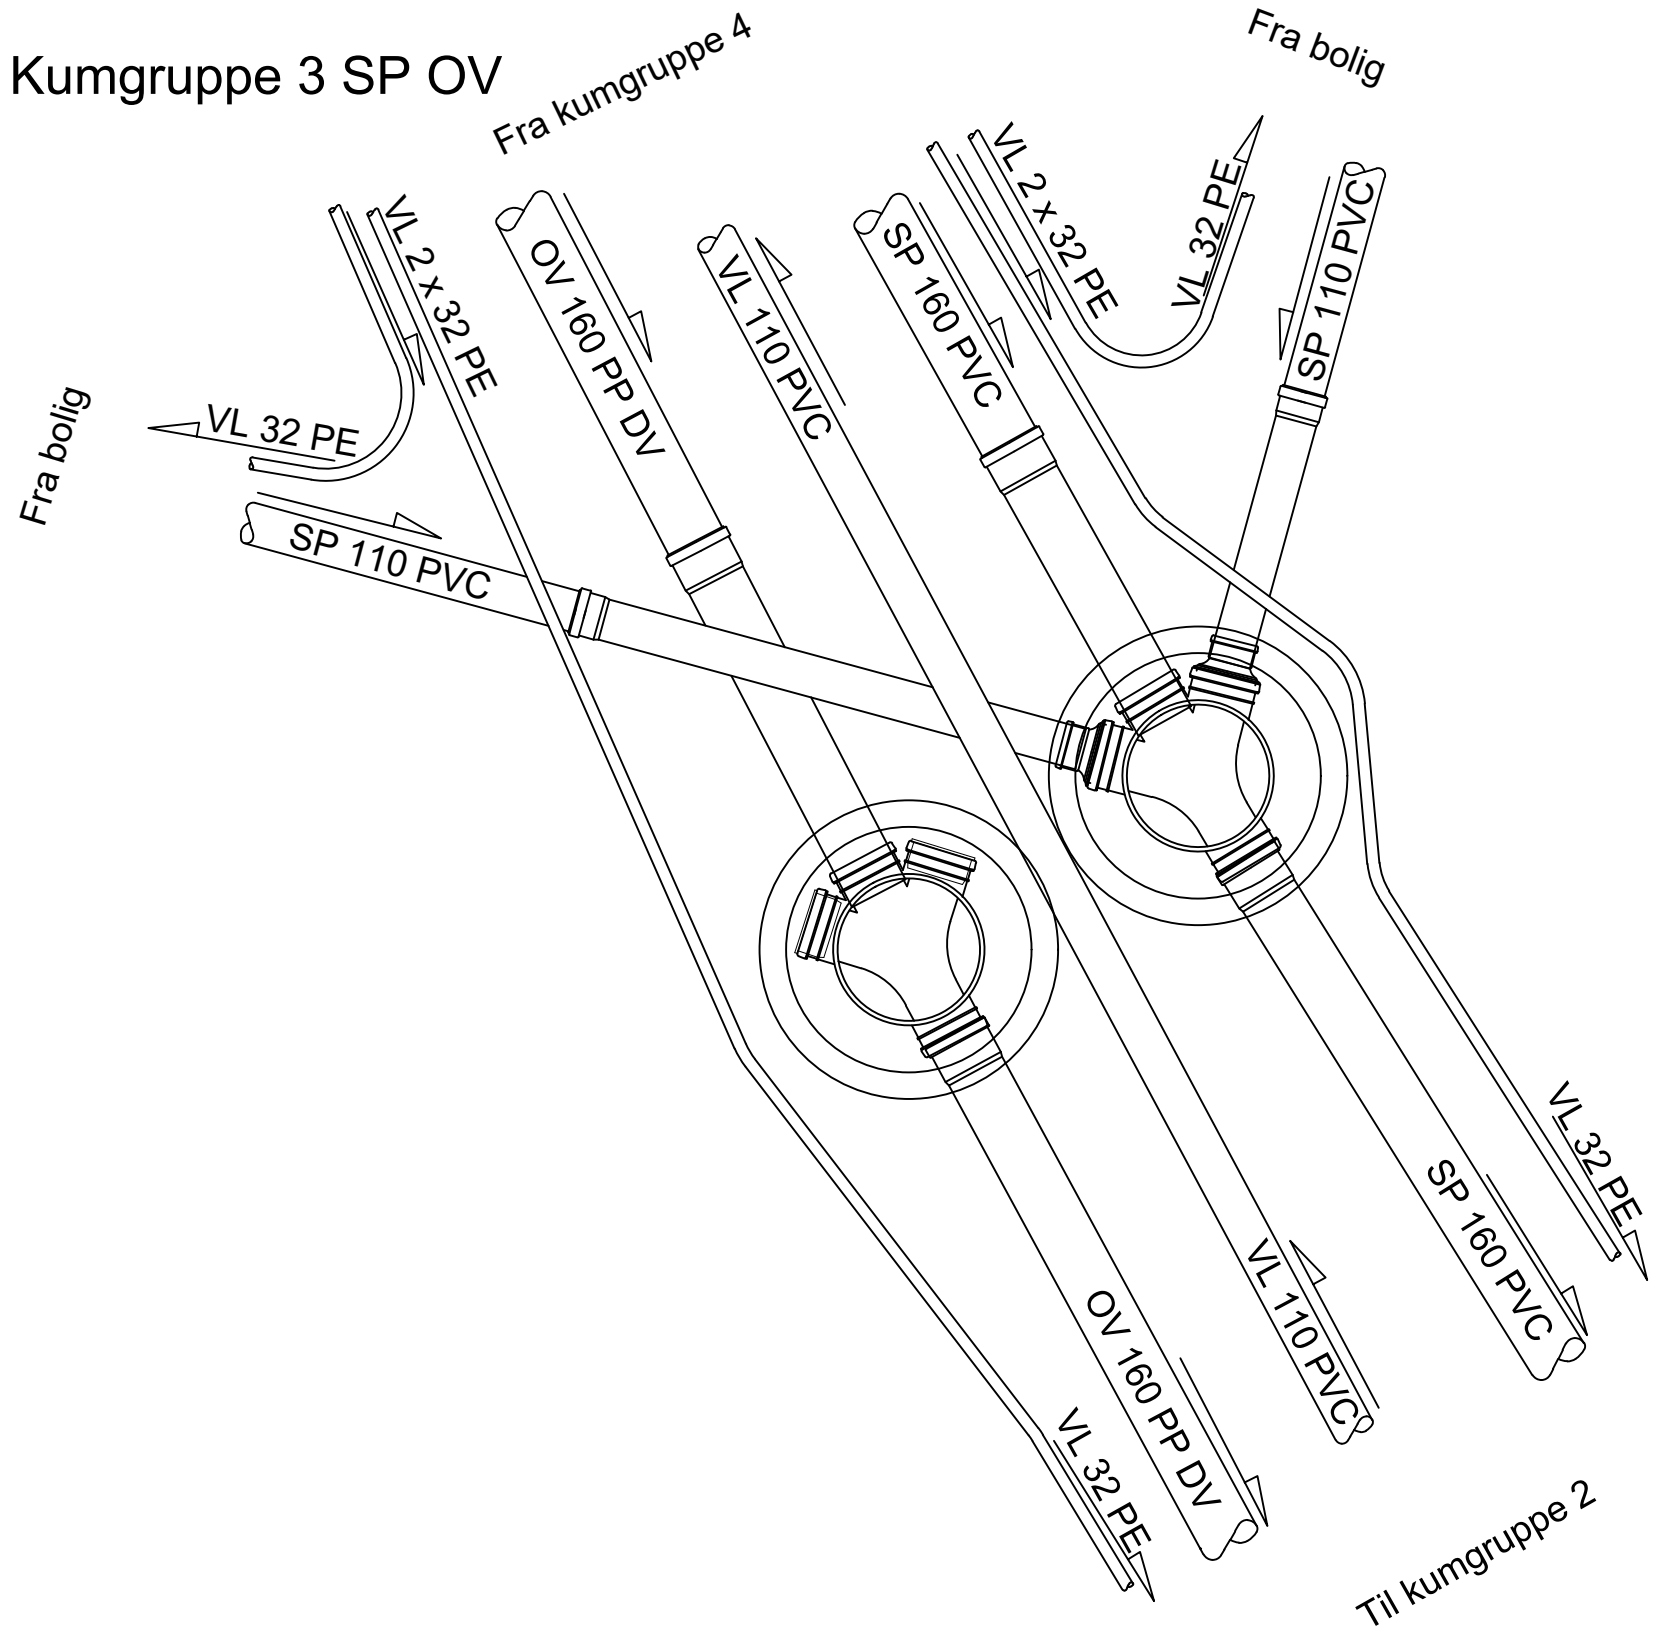 Kumgruppe 3 SP OV
Fra kumgruppe 4
Fra bolig
VL 2 x 32 PE
OV 160 PP DV
VL 110 PVC
SP 160 PVC
VL 2 x 32 PE
VL 32 PE
SP 110 PVC
Fra bolig
VL 32 PE
SP 110 PVC
VL 32 PE
SP 160 PVC
VL 110 PVC
OV 160 PP DV
VL 32 PE
Til kumgruppe 2